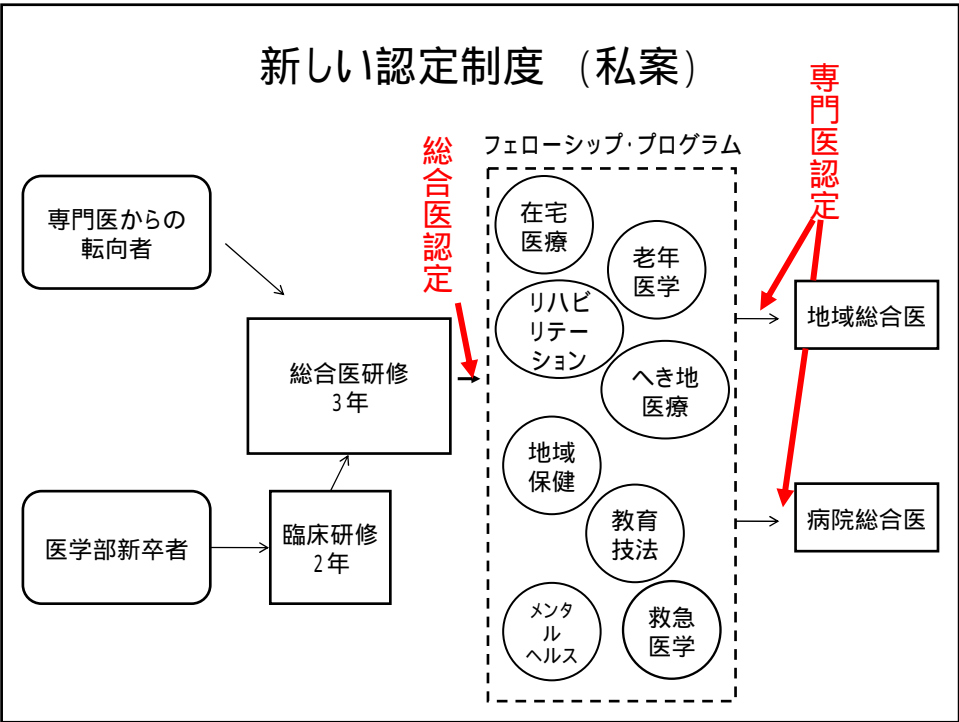 新しい認定制度 (私案)
専門医認定
総合医認定
フェローシップ・プログラム
専門医からの
転向者
総合医研修
3年
医学部新卒者
臨床研修
2年
在宅
医療
老年
医学
リハビ
リテー
ション
へき地
医療
地域
保健
教育
技法
メンタ
ル
ヘルス
救急
医学
地域総合医
病院総合医